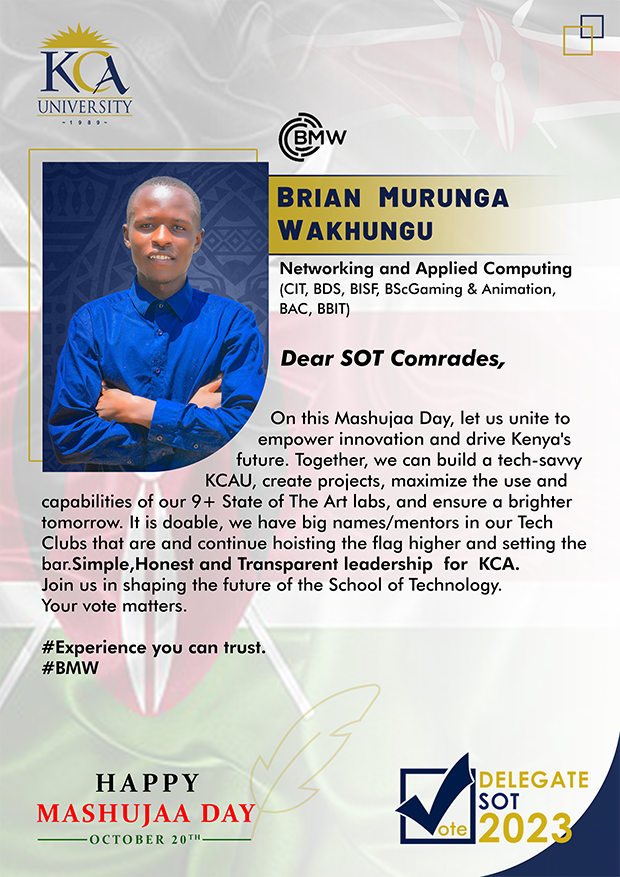 KCA
UNIVERSITY
~1989~
BMW
BRIAN MURUNGA
WAKHUNGU
Networking and Applied Computing
(CIT, BDS, BISF, BScGaming & Animation,
BAC, BBIT)
Dear SOT Comrades,
On this Mashujaa Day, let us unite to
empower innovation and drive Kenya's
future. Together, we can build a tech-savvy
KCAU, create projects, maximize the use and
capabilities of our 9+ State of The Art labs, and ensure a brighter
tomorrow. It is doable, we have big names/mentors in our Tech
Clubs that are and continue hoisting the flag higher and setting the
bar.Simple,Honest and Transparent leadership for KCA.
Join us in shaping the future of the School of Technology.
Your vote matters.
#Experience you can trust.
#BMW
HAPPY
MASHUJAA DAY
OCTOBER 20TH
Vote
DELEGATE
SOT
2023